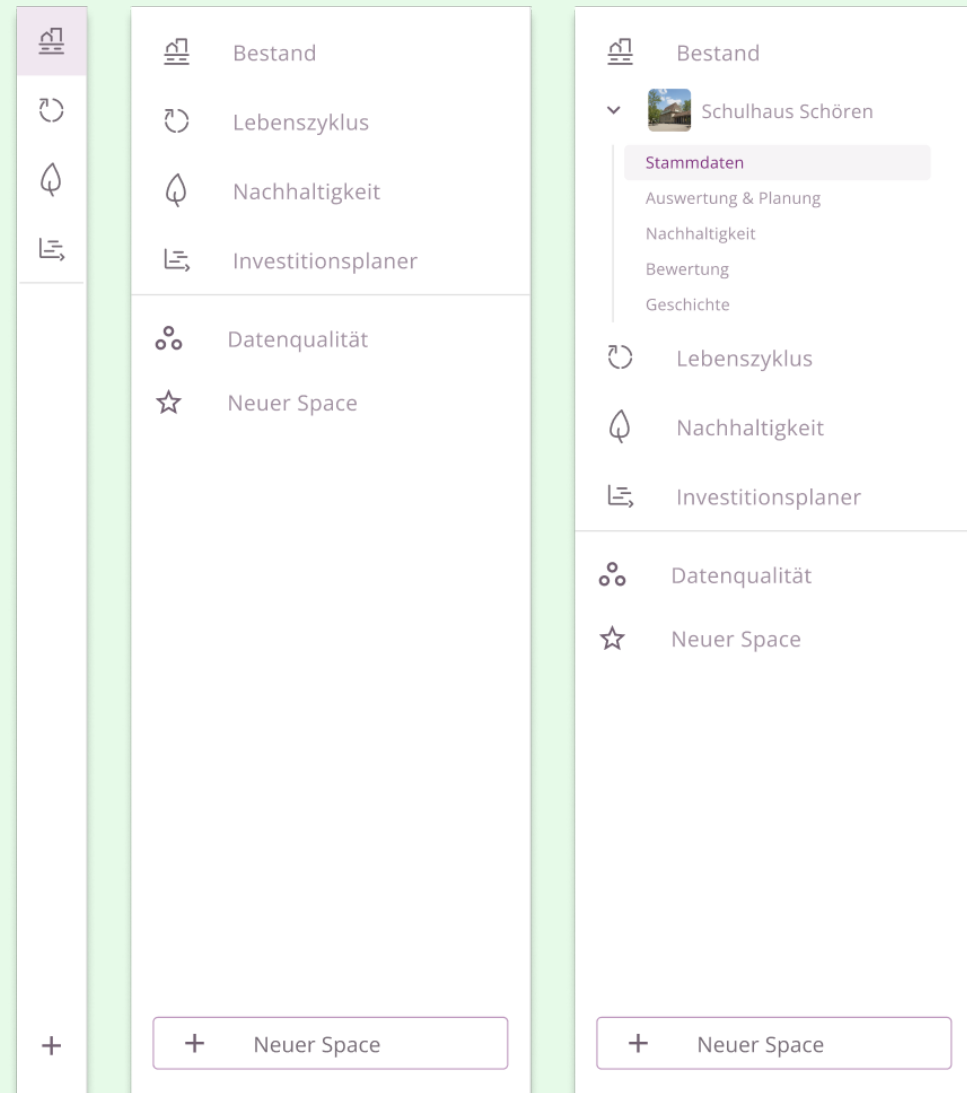 Bestand
Lebenszyklus
Nachhaltigkeit
Investitionsplaner
Datenqualität
Neuer Space
Neuer Space
Bestand
Schulhaus Schören
Stammdaten
Auswertung & Planung
Nachhaltigkeit
Bewertung
Geschichte
Lebenszyklus
Nachhaltigkeit
Investitionsplaner
Datenqualität
Neuer Space
Neuer Space